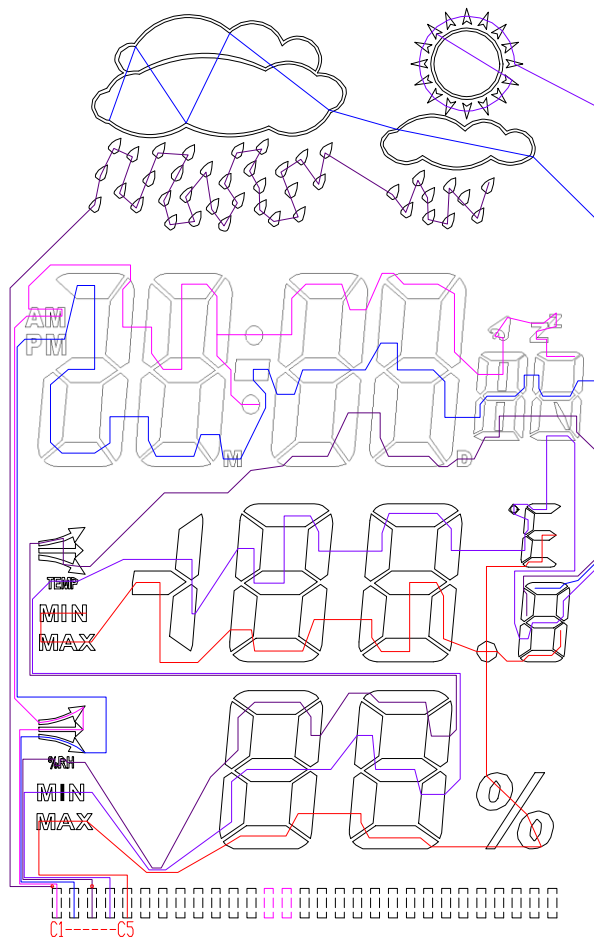 AM
PM
M D
TEMP
MIN
MAX
%RH
MIN
MAX
%
C1------C5